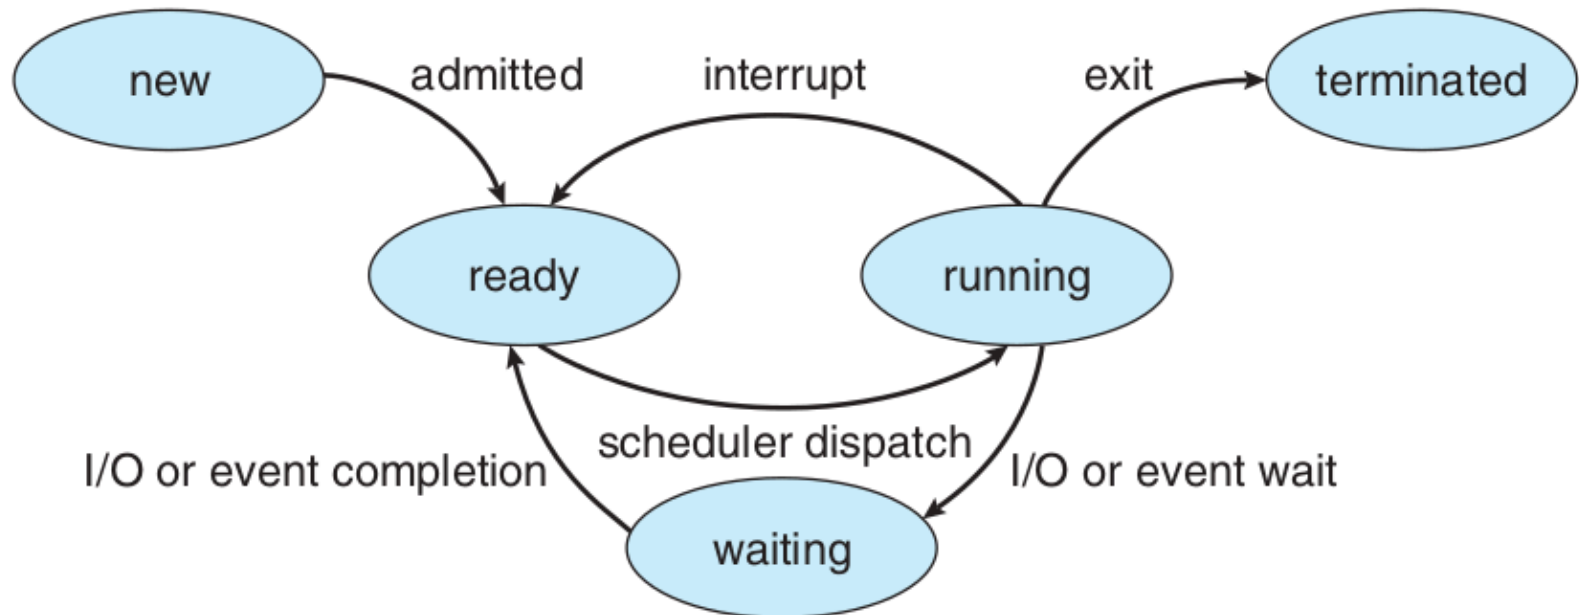 new
admitted
interrupt
exit
terminated
ready
running
scheduler dispatch
I/O or event completion
I/O or event wait
waiting